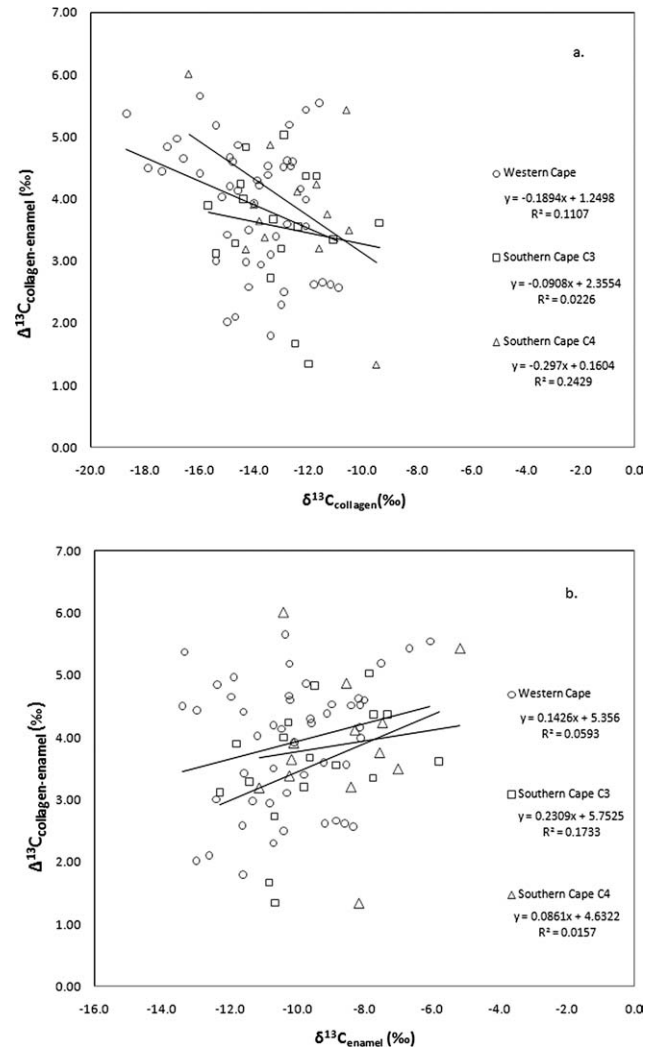 7.00
a.
6.00
5.00
4.00
3.00
2.00
1.00
0.00
Δ¹³Ccollagen-enamel (‰)
Western Cape
y = -0.1894x + 1.2498
R² = 0.1107
Southern Cape C3
y = -0.0908x + 2.3554
R² = 0.0226
Southern Cape C4
y = -0.297x + 0.1604
R² = 0.2429
-20.0 -18.0 -16.0 -14.0 -12.0 -10.0 -8.0 -6.0 -4.0 -2.0 0.0
δ¹³Ccollagen(‰)
7.00
b.
6.00
5.00
4.00
3.00
2.00
1.00
0.00
Δ¹³Ccollagen-enamel (‰)
Western Cape
y = 0.1426x + 5.356
R² = 0.0593
Southern Cape C3
y = 0.2309x + 5.7525
R² = 0.1733
Southern Cape C4
y = 0.0861x + 4.6322
R² = 0.0157
-16.0 -14.0 -12.0 -10.0 -8.0 -6.0 -4.0 -2.0 0.0
δ¹³Cenamel (‰)